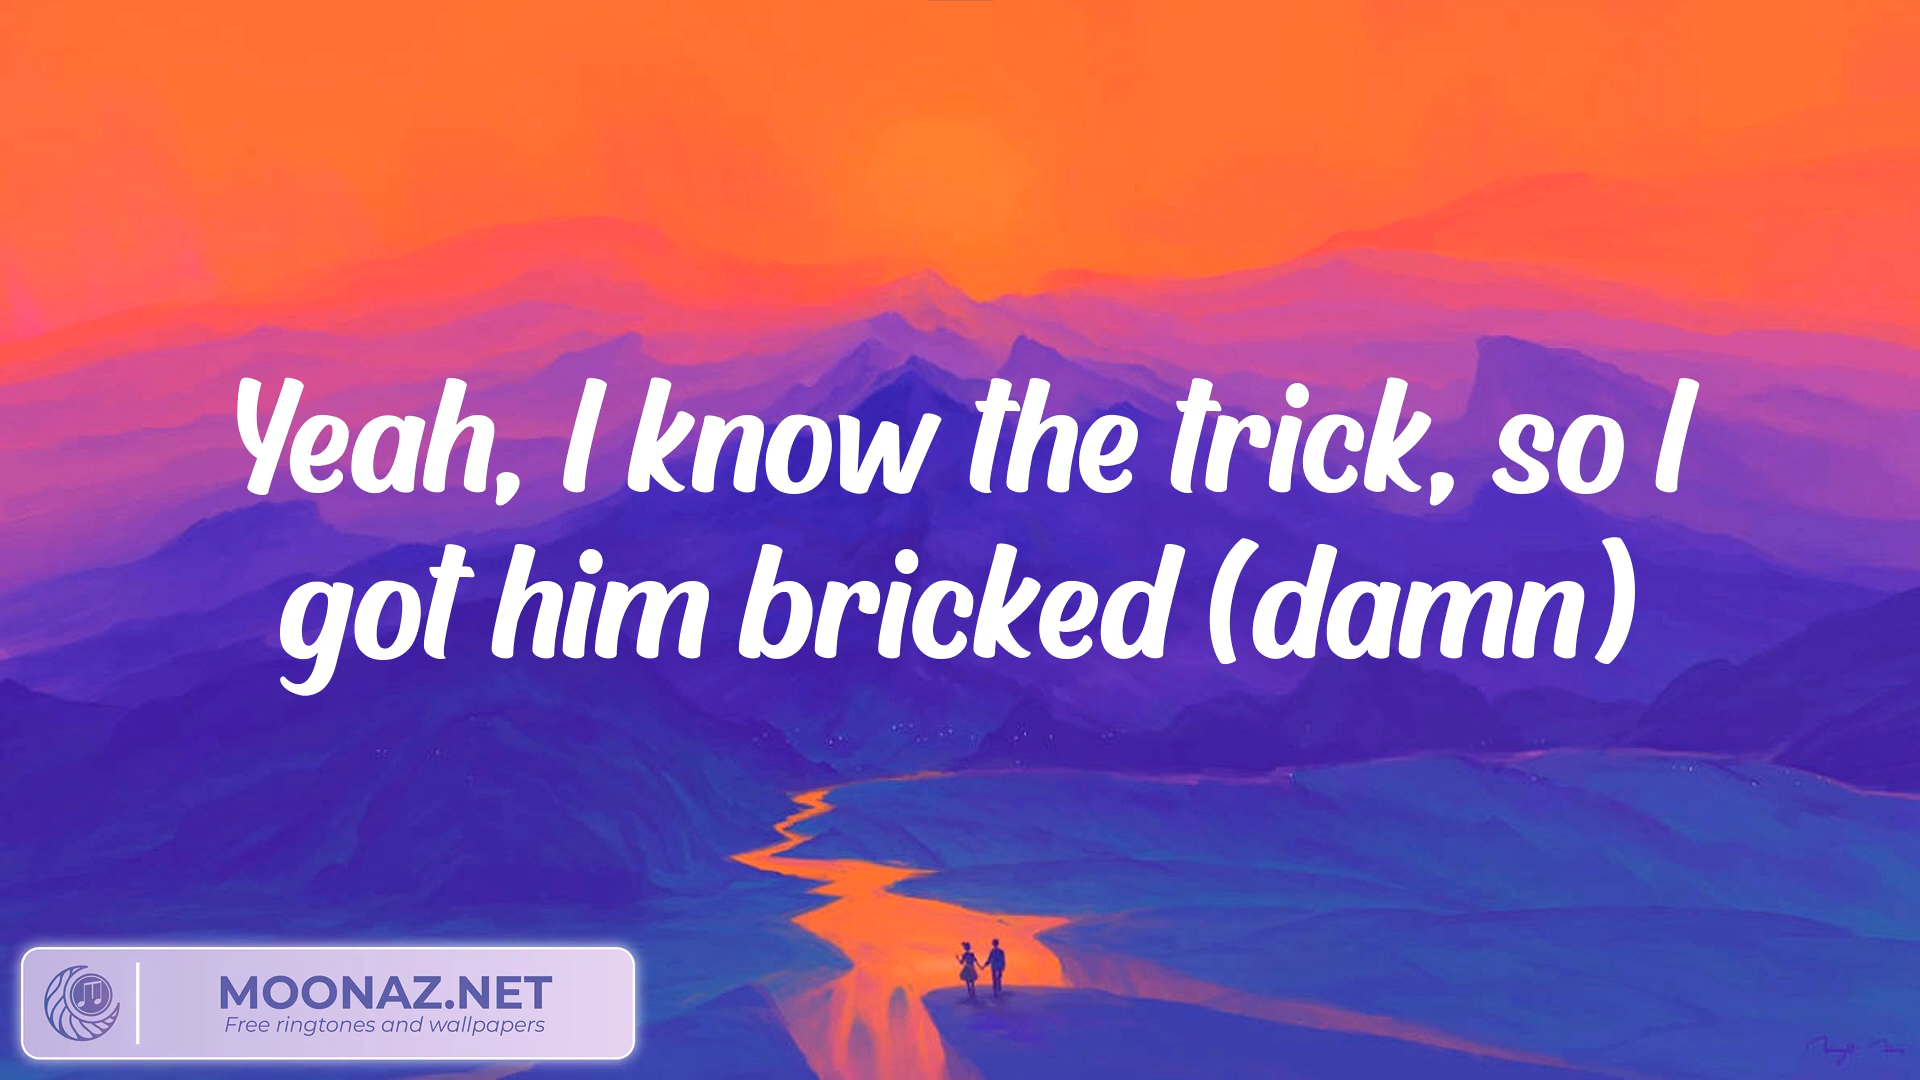 Yeah, I know the trick, so I
got him bricked (damn)
MOONAZ.NET
Free ringtones and wallpapers